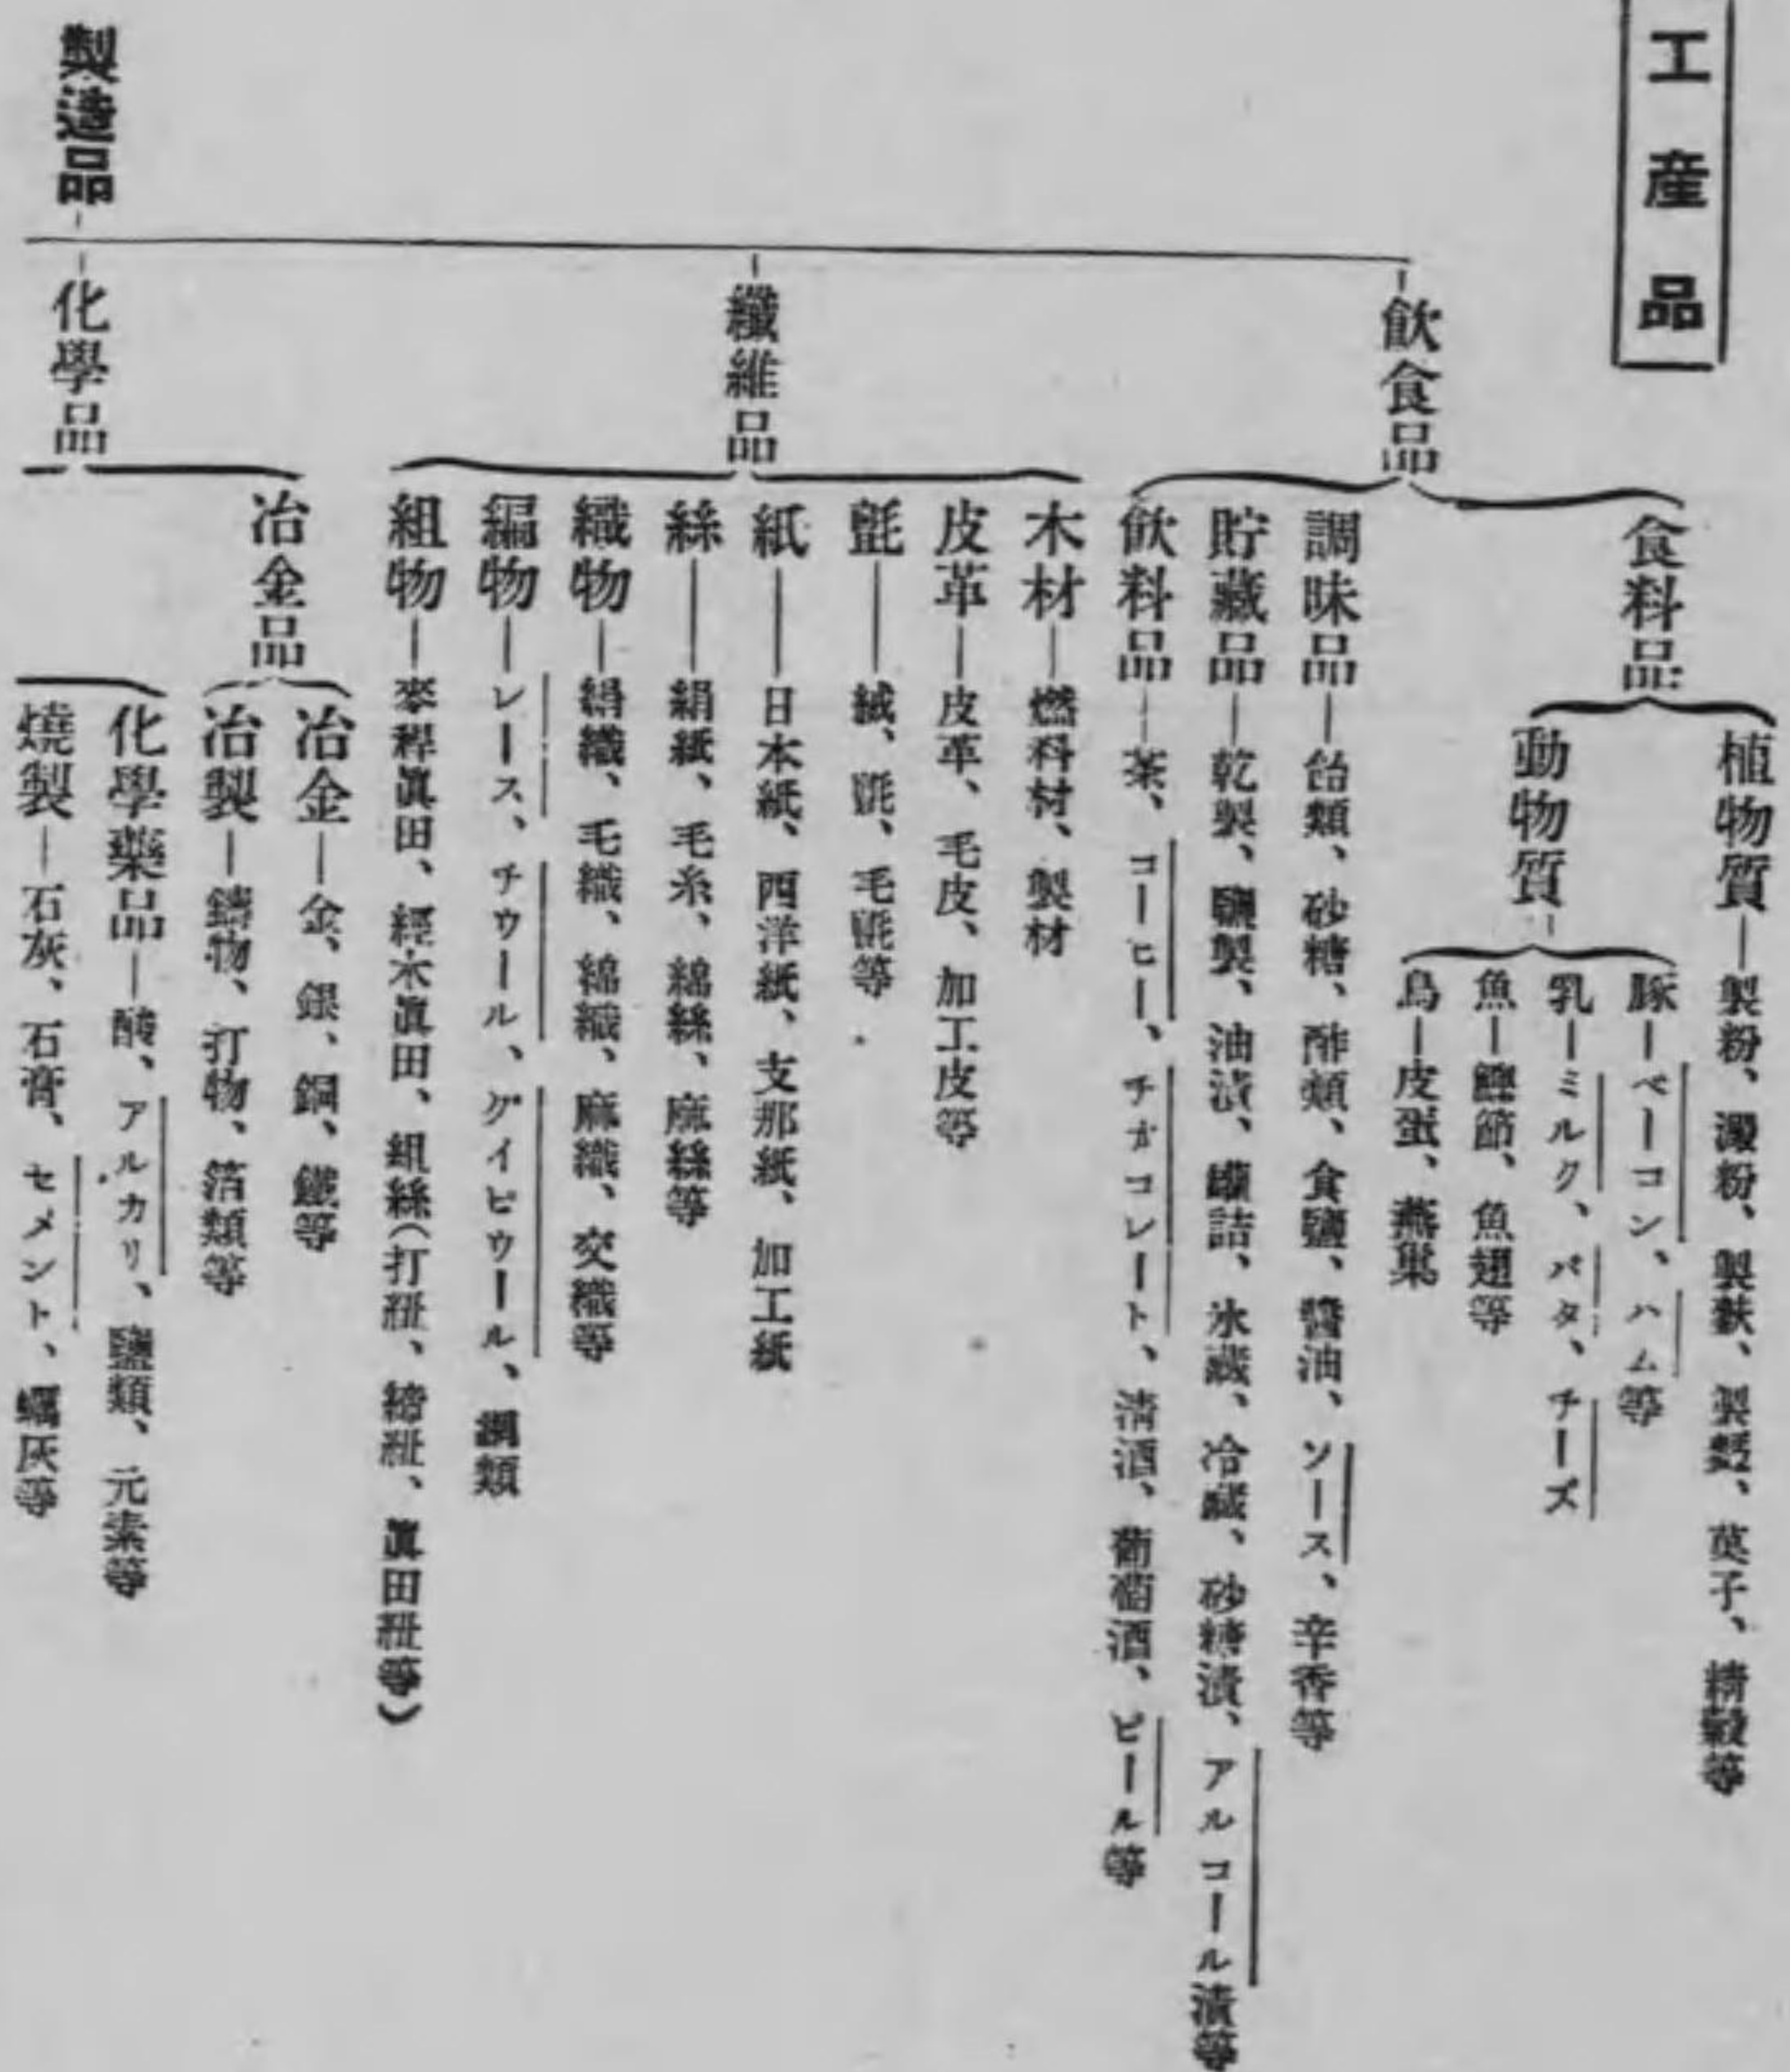 工産品
製造品
飲食品
食料品
植物質―製粉、澱粉、製麩、製麪、菓子、精穀等
動物質
豚―ベーコン、ハム等
乳―ミルク、バタ、チーズ
魚―鰹節、魚翅等
鳥―皮蛋、燕巣
調味品―飴類、砂糖、酢類、食鹽、醬油、ソース、辛香等
貯藏品―乾製、鹽製、油漬、罐詰、氷藏、冷藏、砂糖漬、アルコール漬等
飲料品―茶、コーヒー、チヨコレート、清酒、葡萄酒、ビール等
纖維品
木材―燃料材、製材
皮革―皮革、毛皮、加工皮等
氈―絨、氈、毛氈等
紙―日本紙、西洋紙、支那紙、加工紙
絲―絹紙、毛糸、綿絲、麻絲等
織物―絹織、毛織、綿織、麻織、交織等
編物―レース、チウール、ゲイピウール、網類
組物―麥稈眞田、經木眞田、組絲(打紐、紐、眞田紐等)
化學品
冶金品
冶金―金、銀、銅、鐵等
冶製―鑄物、打物、箔類等
化學藥品―酸、アルカリ、鹽類、元素等
燒製―石灰、石膏、セメント、蠣灰等